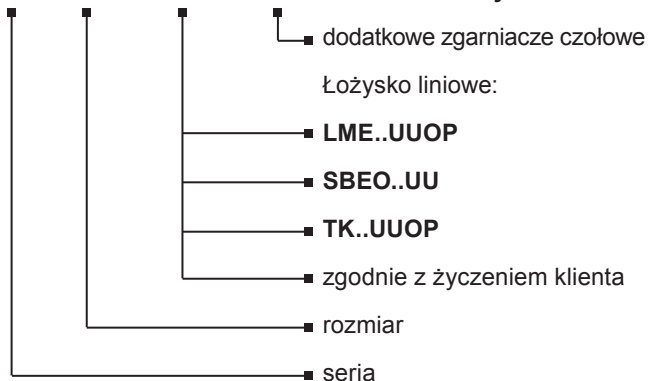 dodatkowe zgarniacze czołowe
Łożysko liniowe:
LME..UUOP
SBEO..UU
TK..UUOP
zgodnie z życzeniem klienta
rozmiar
seria